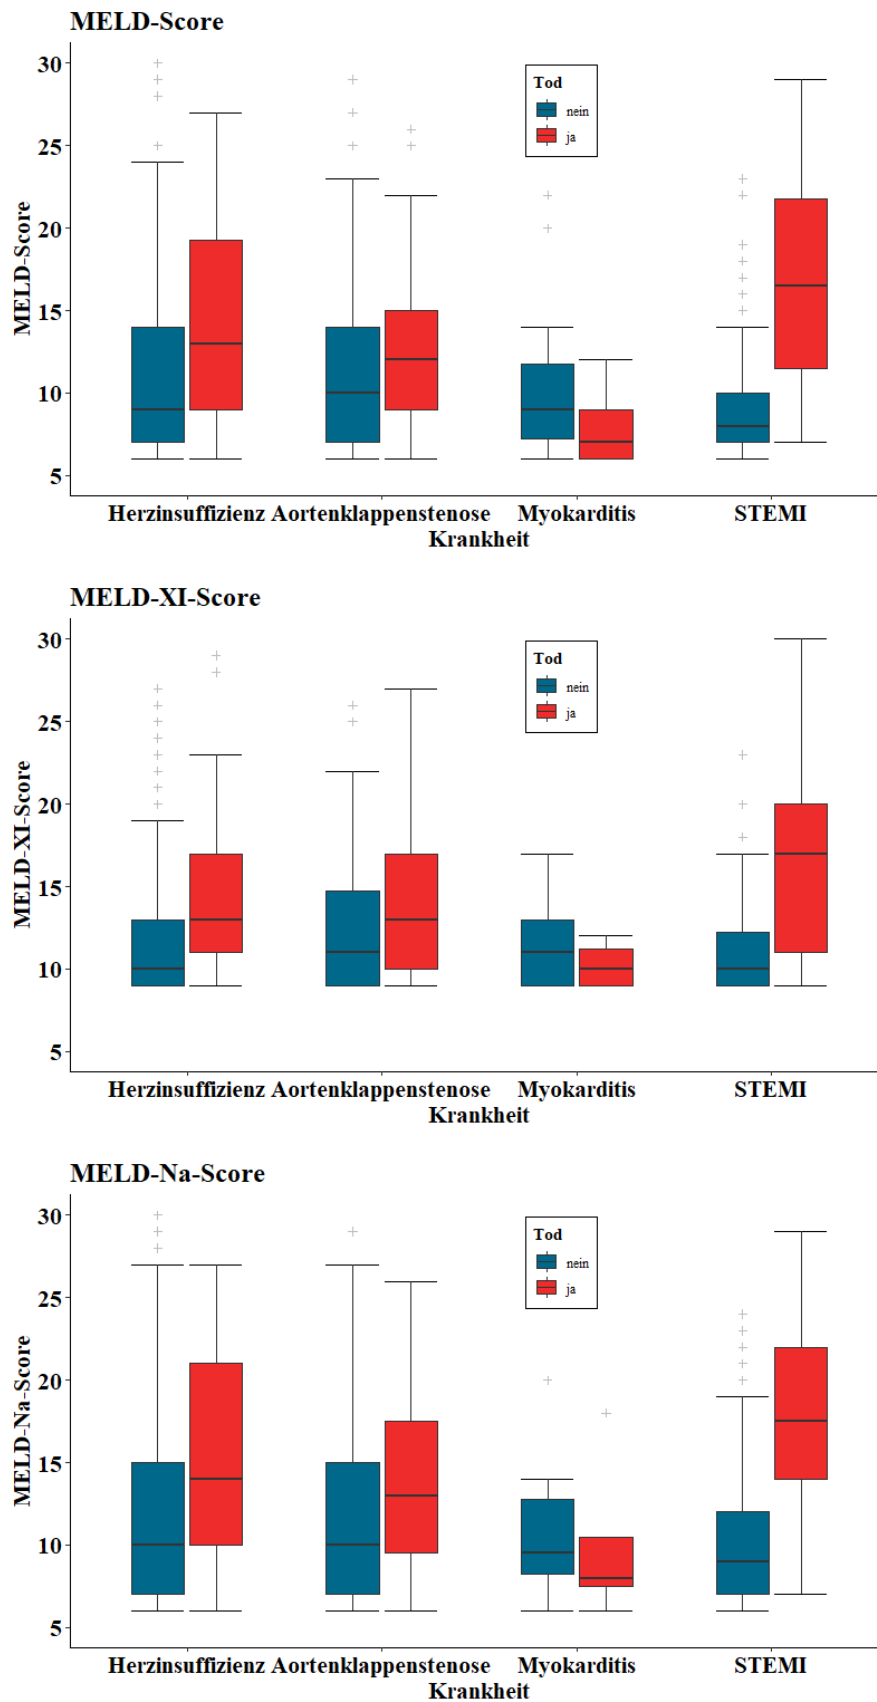 MELD-Score
30
25
20
15
10
5
MELD-Score
Tod
nein
ja
Herzinsuffizienz Aortenklappenstenose Myokarditis STEMI
Krankheit
MELD-XI-Score
30
25
20
15
10
5
MELD-XI-Score
Tod
nein
ja
Herzinsuffizienz Aortenklappenstenose Myokarditis STEMI
Krankheit
MELD-Na-Score
30
25
20
15
10
5
MELD-Na-Score
Tod
nein
ja
Herzinsuffizienz Aortenklappenstenose Myokarditis STEMI
Krankheit